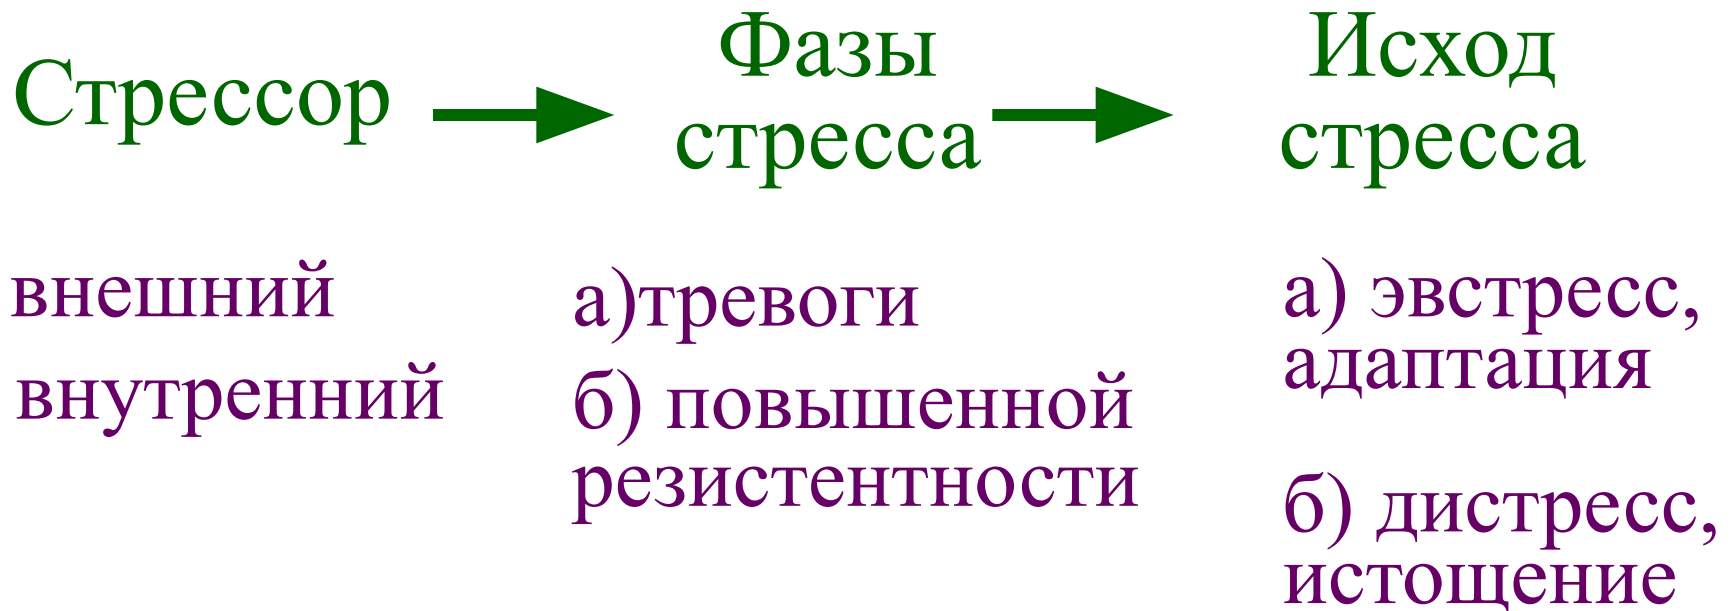 Стрессор
Фазы
стресса
Исход
стресса
внешний
внутренний
а)тревоги
б) повышенной
резистентности
а) эвстресс,
адаптация
б) дистресс,
истощение